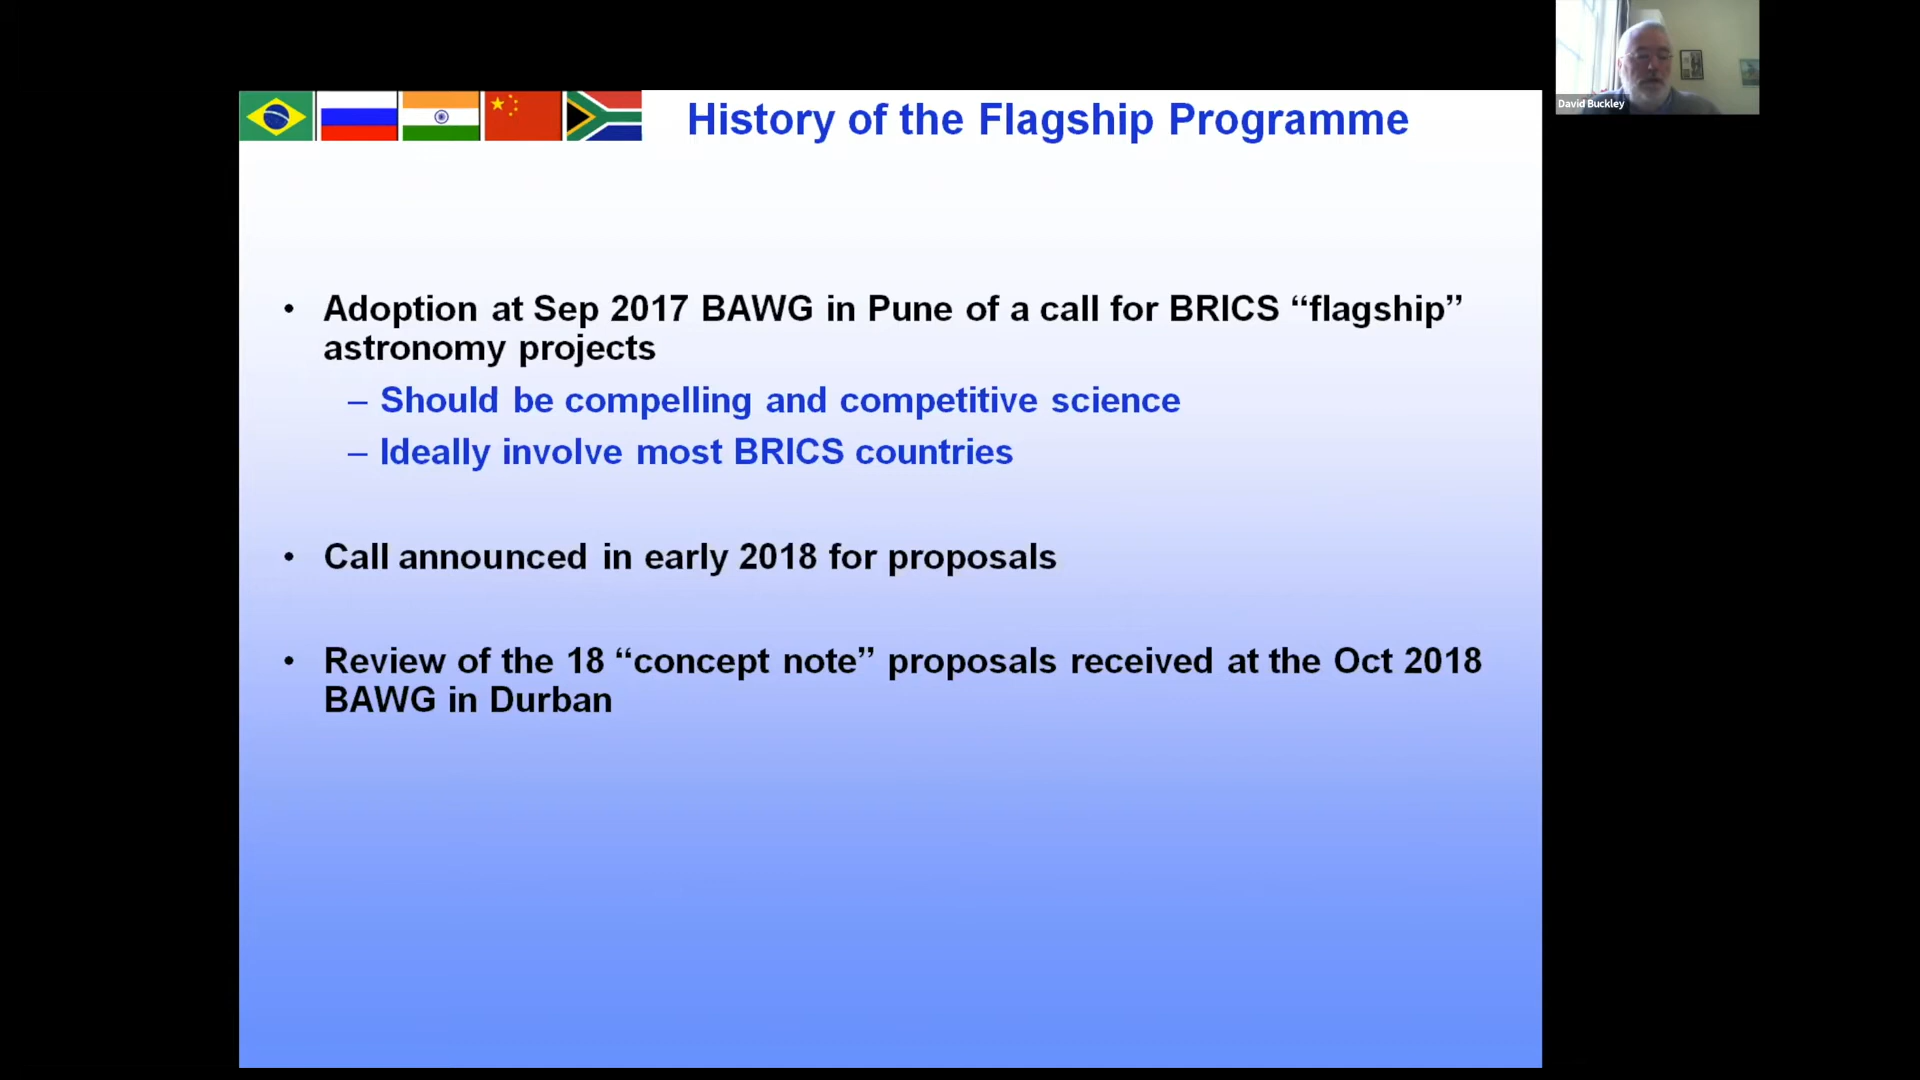 History of the Flagship Programme
David Buckley
• Adoption at Sep 2017 BAWG in Pune of a call for BRICS “flagship”
astronomy projects
– Should be compelling and competitive science
– Ideally involve most BRICS countries
• Call announced in early 2018 for proposals
• Review of the 18 “concept note” proposals received at the Oct 2018
BAWG in Durban